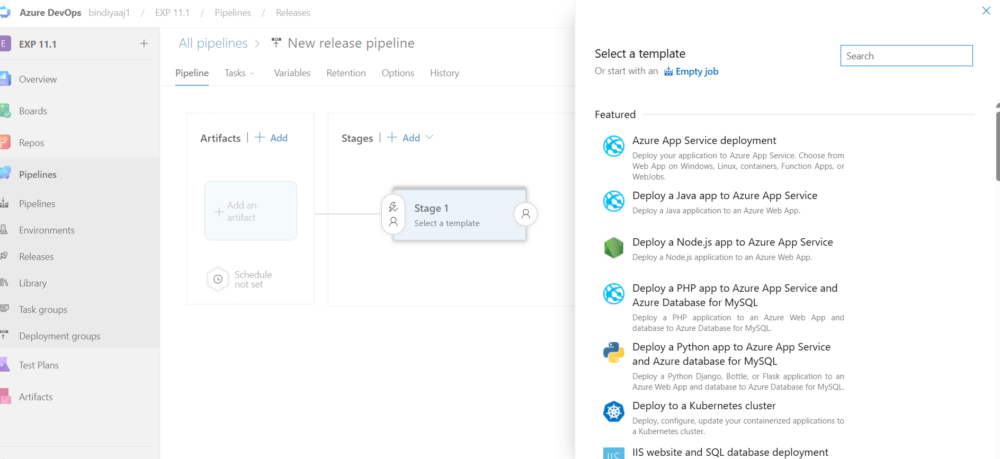 Azure DevOps bindiyaaj1 / EXP 11.1 / Pipelines / Releases
E EXP 11.1 +
Overview
Boards
Repos
Pipelines
Pipelines
Environments
Releases
Library
Task groups
Deployment groups
Test Plans
Artifacts
All pipelines > New release pipeline
Pipeline Tasks Variables Retention Options History
Artifacts | + Add
+ Add an
artifact
Schedule
not set
Stages | + Add
Stage 1
Select a template
Select a template
Or start with an Empty job
Search
Featured
Azure App Service deployment
Deploy your application to Azure App Service. Choose from
Web App on Windows, Linux, containers, Function Apps, or
WebJobs.
Deploy a Java app to Azure App Service
Deploy a Java application to an Azure Web App.
Deploy a Node.js app to Azure App Service
Deploy a Node.js application to an Azure Web App.
Deploy a PHP app to Azure App Service and
Azure Database for MySQL
Deploy a PHP application to an Azure Web App and
database to Azure Database for MySQL.
Deploy a Python app to Azure App Service
and Azure database for MySQL
Deploy a Python Django, Bottle, or Flask application to an
Azure Web App and database to Azure Database for MySQL.
Deploy to a Kubernetes cluster
Deploy, configure, update your containerized applications to
a Kubernetes cluster.
IIS IIS website and SQL database deployment